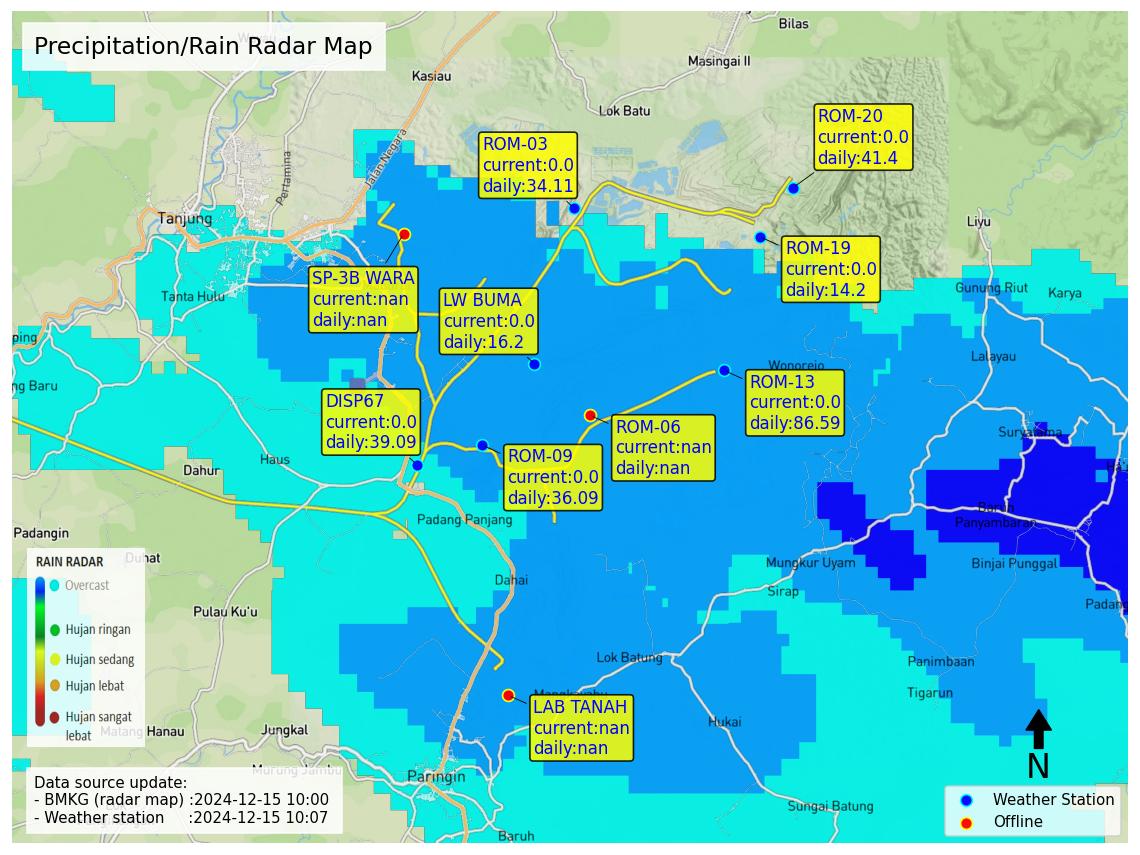 Precipitation/Rain Radar Map
Bilas
Masingai II
Kasiau
Lok Batu
Jalan Negara
Pertamina
Tanjung
Liyu
ROM-20
current:0.0
daily:41.4
ROM-03
current:0.0
daily:34.11
ROM-19
current:0.0
daily:14.2
SP-3B WARA
current:nan
daily:nan
LW BUMA
current:0.0
daily:16.2
Tanta Hulu
Gunung Riut
Karya
ping
Lalayau
Wonorejo
ng Baru
ROM-13
current:0.0
daily:86.59
DISP67
current:0.0
daily:39.09
ROM-06
current:nan
daily:nan
Suryatama
ROM-09
current:0.0
daily:36.09
Haus
Dahur
Baruh
Panyambaran
Padang Panjang
Padangin
Duhat
Mungkur Uyam
Binjai Punggal
Dahai
Sirap
Padang
Pulau Ku'u
RAIN RADAR
Overcast
Hujan ringan
Hujan sedang
Hujan lebat
Hujan sangat
lebat
Lok Batung
Panimbaan
Tigarun
LAB TANAH
current:nan
daily:nan
Hukai
Matang Hanau
Jungkal
Murung Jambu
Paringin
Sungai Batung
Baruh
N
Data source update:
- BMKG (radar map) :2024-12-15 10:00
- Weather station :2024-12-15 10:07
Weather Station
Offline